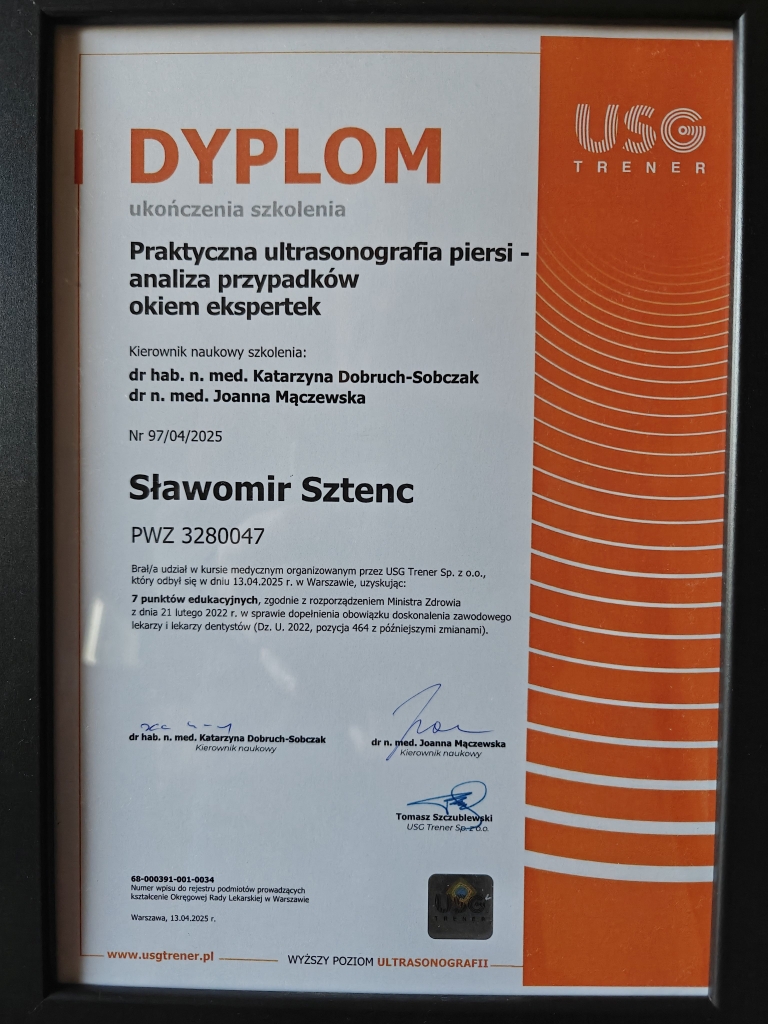 USG
TRENER
DYPLOM
ukończenia szkolenia
Praktyczna ultrasonografia piersi -
analiza przypadków
okiem ekspertek
Kierownik naukowy szkolenia:
dr hab. n. med. Katarzyna Dobruch-Sobczak
dr n. med. Joanna Mączewska
Nr 97/04/2025
Sławomir Sztenc
PWZ 3280047
Brał/a udział w kursie medycznym organizowanym przez USG Trener Sp. z o.o.,
który odbył się w dniu 13.04.2025 r. w Warszawie, uzyskując:
7 punktów edukacyjnych, zgodnie z rozporządzeniem Ministra Zdrowia
z dnia 21 lutego 2022 r. w sprawie dopełnienia obowiązku doskonalenia zawodowego
lekarzy i lekarzy dentystów (Dz. U. 2022, pozycja 464 z późniejszymi zmianami).
dr hab. n. med. Katarzyna Dobruch-Sobczak
Kierownik naukowy
dr n. med. Joanna Mączewska
Kierownik naukowy
Tomasz Szczublewski
USG Trener Sp. z o.o.
68-000391-001-0034
Numer wpisu do rejestru podmiotów prowadzących
kształcenie Okręgowej Rady Lekarskiej w Warszawie
Warszawa, 13.04.2025 r.
USG
TRENER
www.usgtrener.pl
WYŻSZY POZIOM ULTRASONOGRAFII